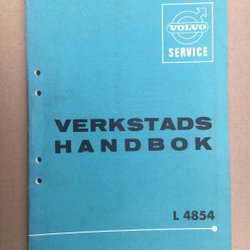 VOLVO
SERVICE
VERKSTADS
HANDBOK
L 4854